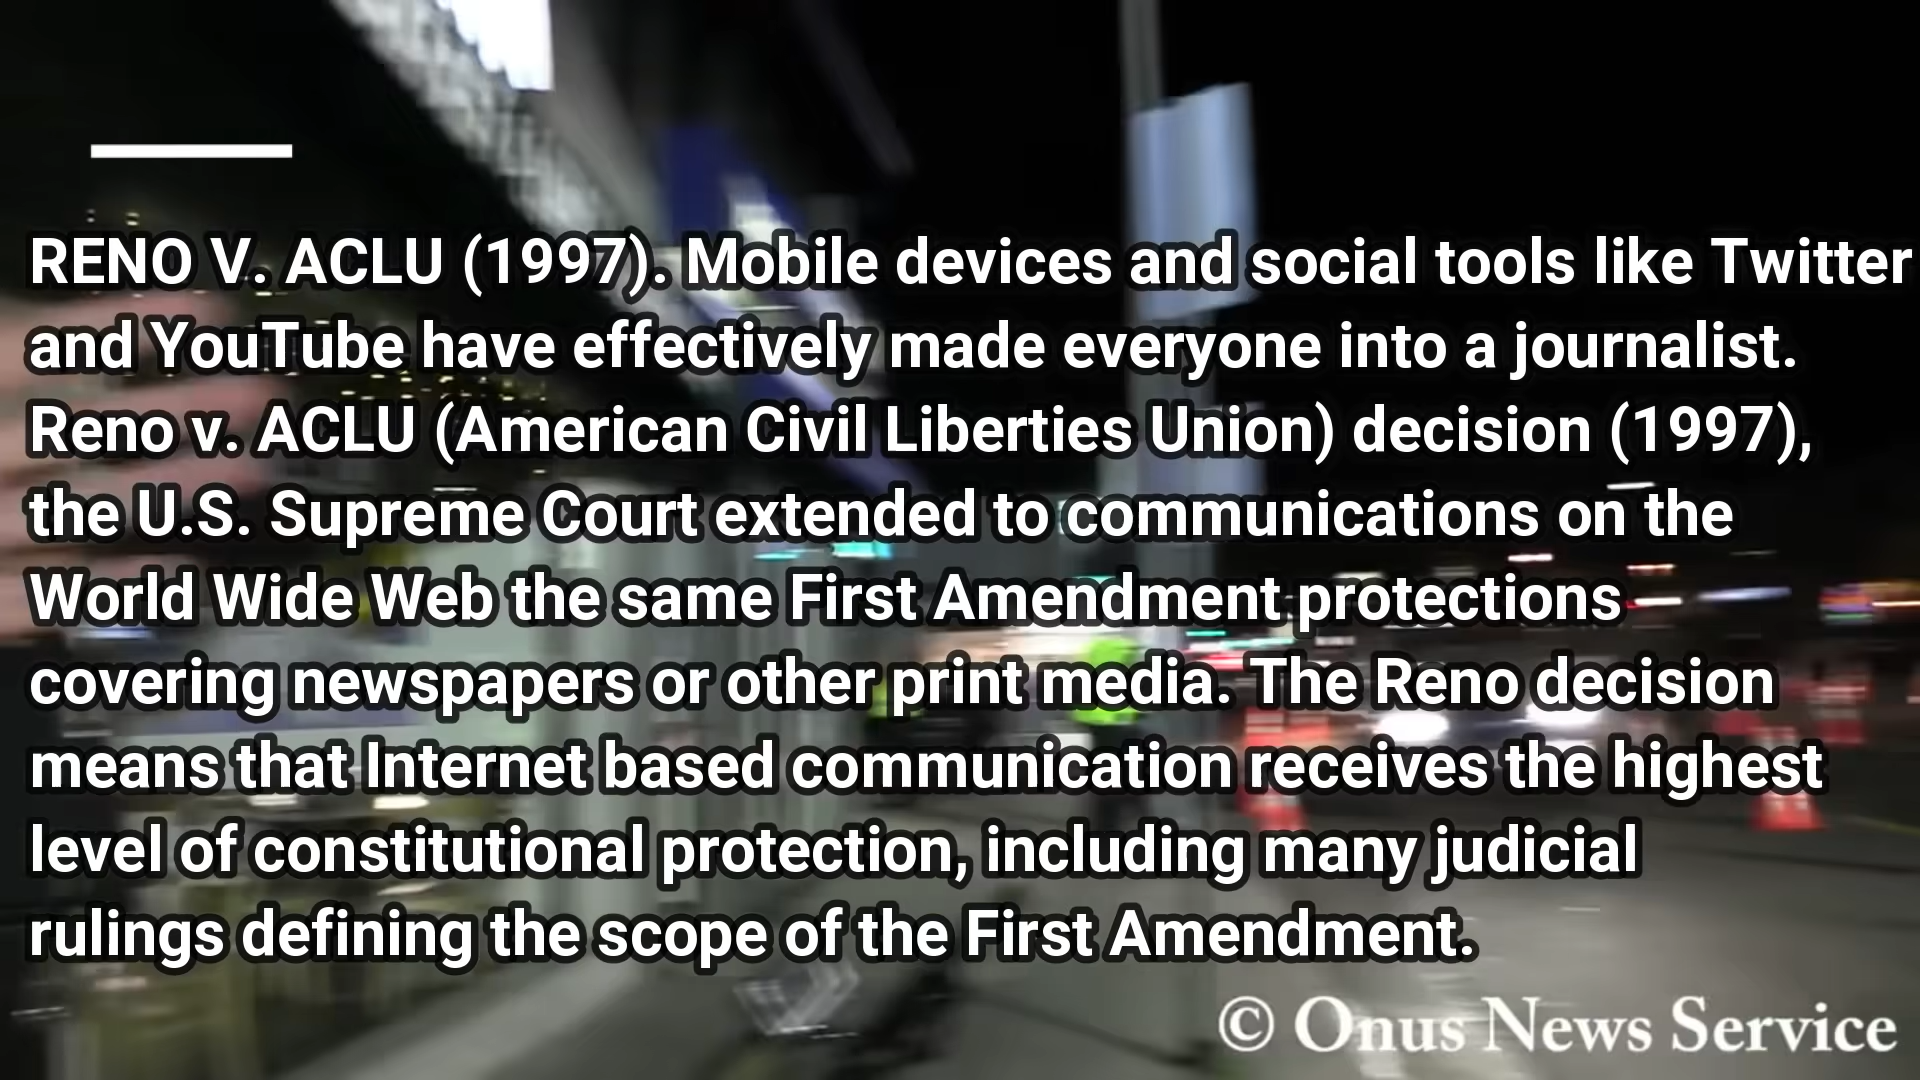 RENO V. ACLU (1997). Mobile devices and social tools like Twitter
and YouTube have effectively made everyone into a journalist.
Reno v. ACLU (American Civil Liberties Union) decision (1997),
the U.S. Supreme Court extended to communications on the
World Wide Web the same First Amendment protections
covering newspapers or other print media. The Reno decision
means that Internet based communication receives the highest
level of constitutional protection, including many judicial
rulings defining the scope of the First Amendment.
© Onus News Service